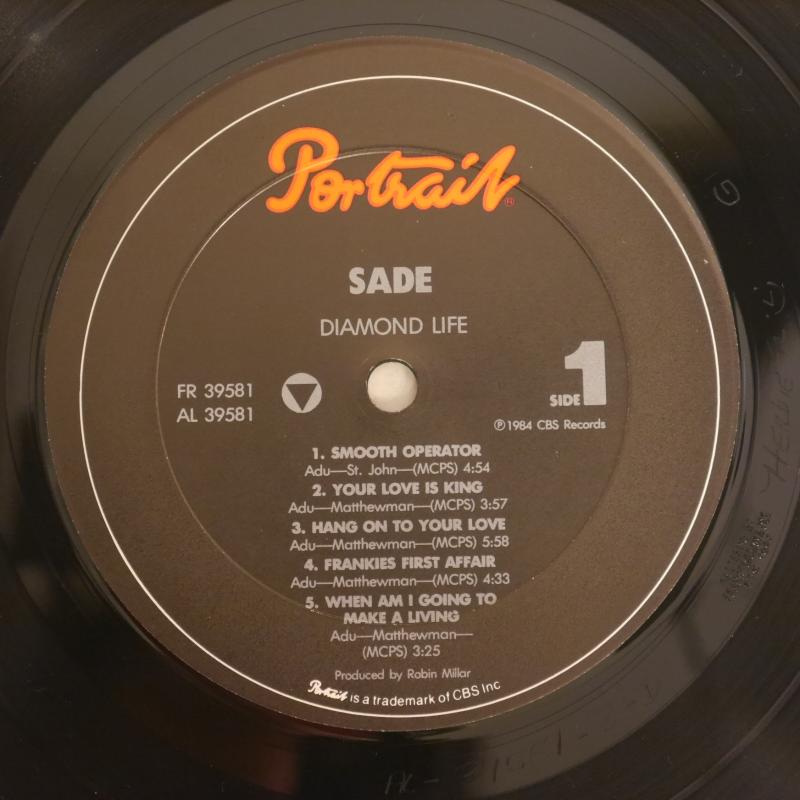 Portrait®
SADE
DIAMOND LIFE
FR 39581
AL 39581
SIDE 1
℗1984 CBS Records
1. SMOOTH OPERATOR
Adu—St. John—(MCPS) 4:54
2. YOUR LOVE IS KING
Adu—Matthewman—(MCPS) 3:57
3. HANG ON TO YOUR LOVE
Adu—Matthewman—(MCPS) 5:58
4. FRANKIES FIRST AFFAIR
Adu—Matthewman—(MCPS) 4:33
5. WHEN AM I GOING TO
MAKE A LIVING
Adu—Matthewman—
(MCPS) 3:25
Produced by Robin Millar
Portrait is a trademark of CBS Inc